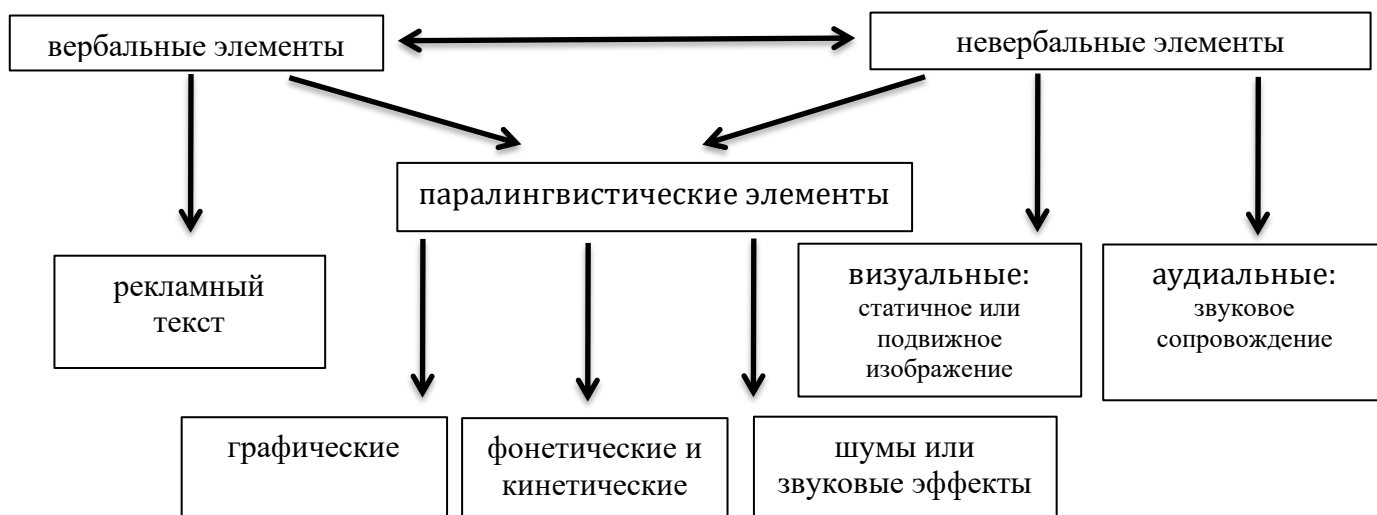 вербальные элементы
невербальные элементы
паралингвистические элементы
рекламный
текст
визуальные:
статичное или
подвижное
изображение
аудиальные:
звуковое
сопровождение
графические
фонетические и
кинетические
шумы или
звуковые эффекты